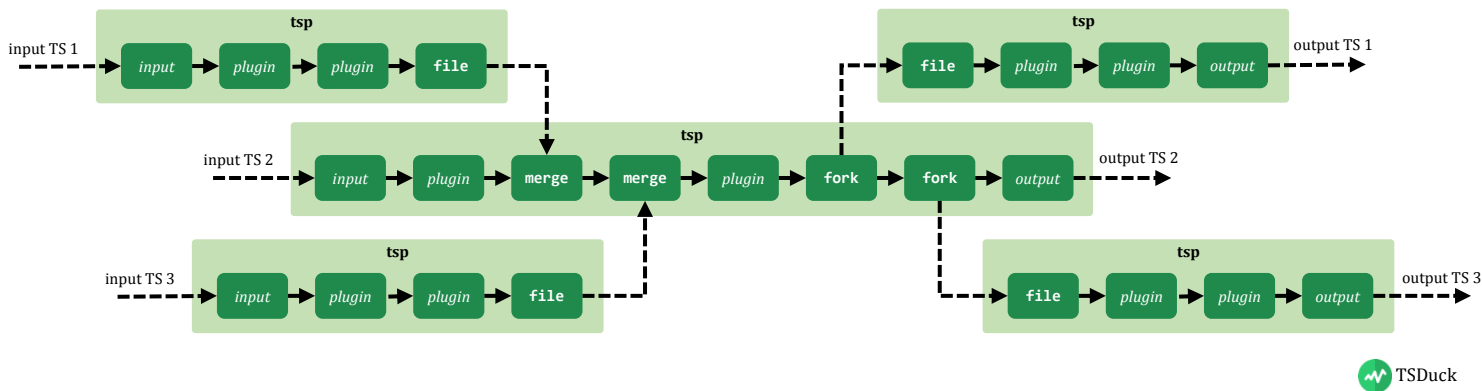 tsp
input TS 1
input plugin plugin file
tsp
file plugin plugin output
output TS 1
tsp
input TS 2
input plugin merge merge plugin fork fork output
output TS 2
tsp
input TS 3
input plugin plugin file
tsp
file plugin plugin output
output TS 3
TSDuck